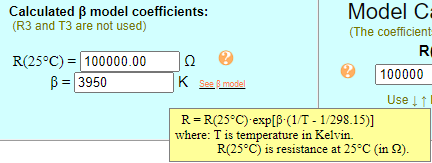 Calculated β model coefficients:
(R3 and T3 are not used)
R(25°C) = 100000.00 Ω ?
β = 3950 K See β model
Model C
(The coefficient
R
? 100000
Use ↓ ↑
R = R(25°C)·exp[β·(1/T - 1/298.15)]
where: T is temperature in Kelvin.
R(25°C) is resistance at 25°C (in Ω).